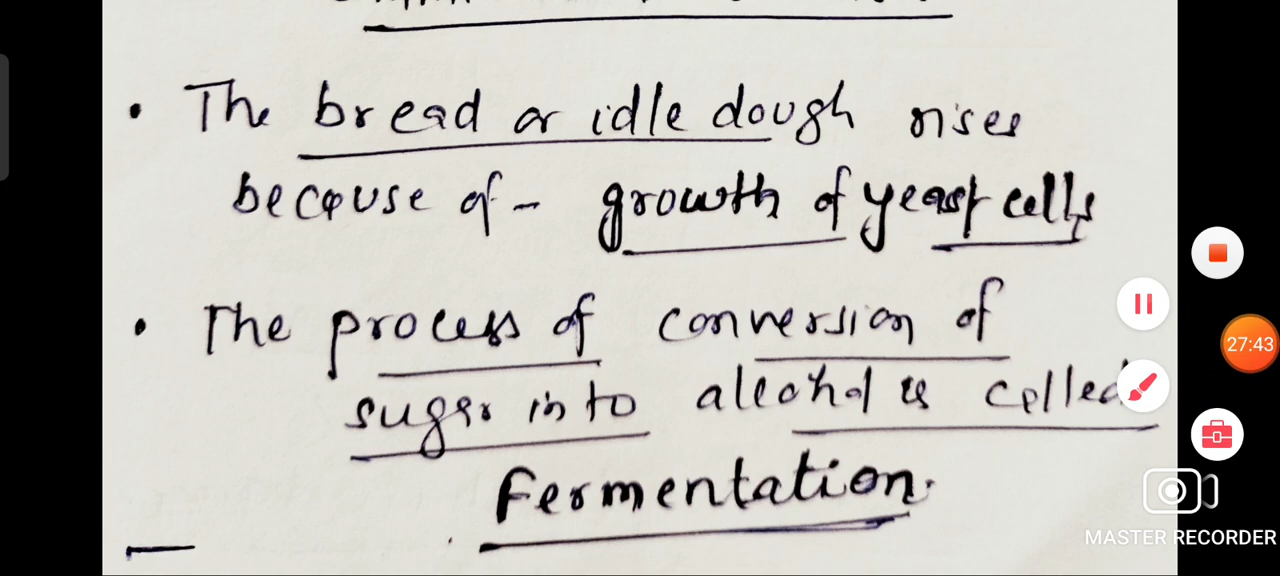 • The bread or idle dough rises
because of - growth of yeast cells
• The process of conversion of
sugar into alcohol is called
Fermentation.
27:43
MASTER RECORDER